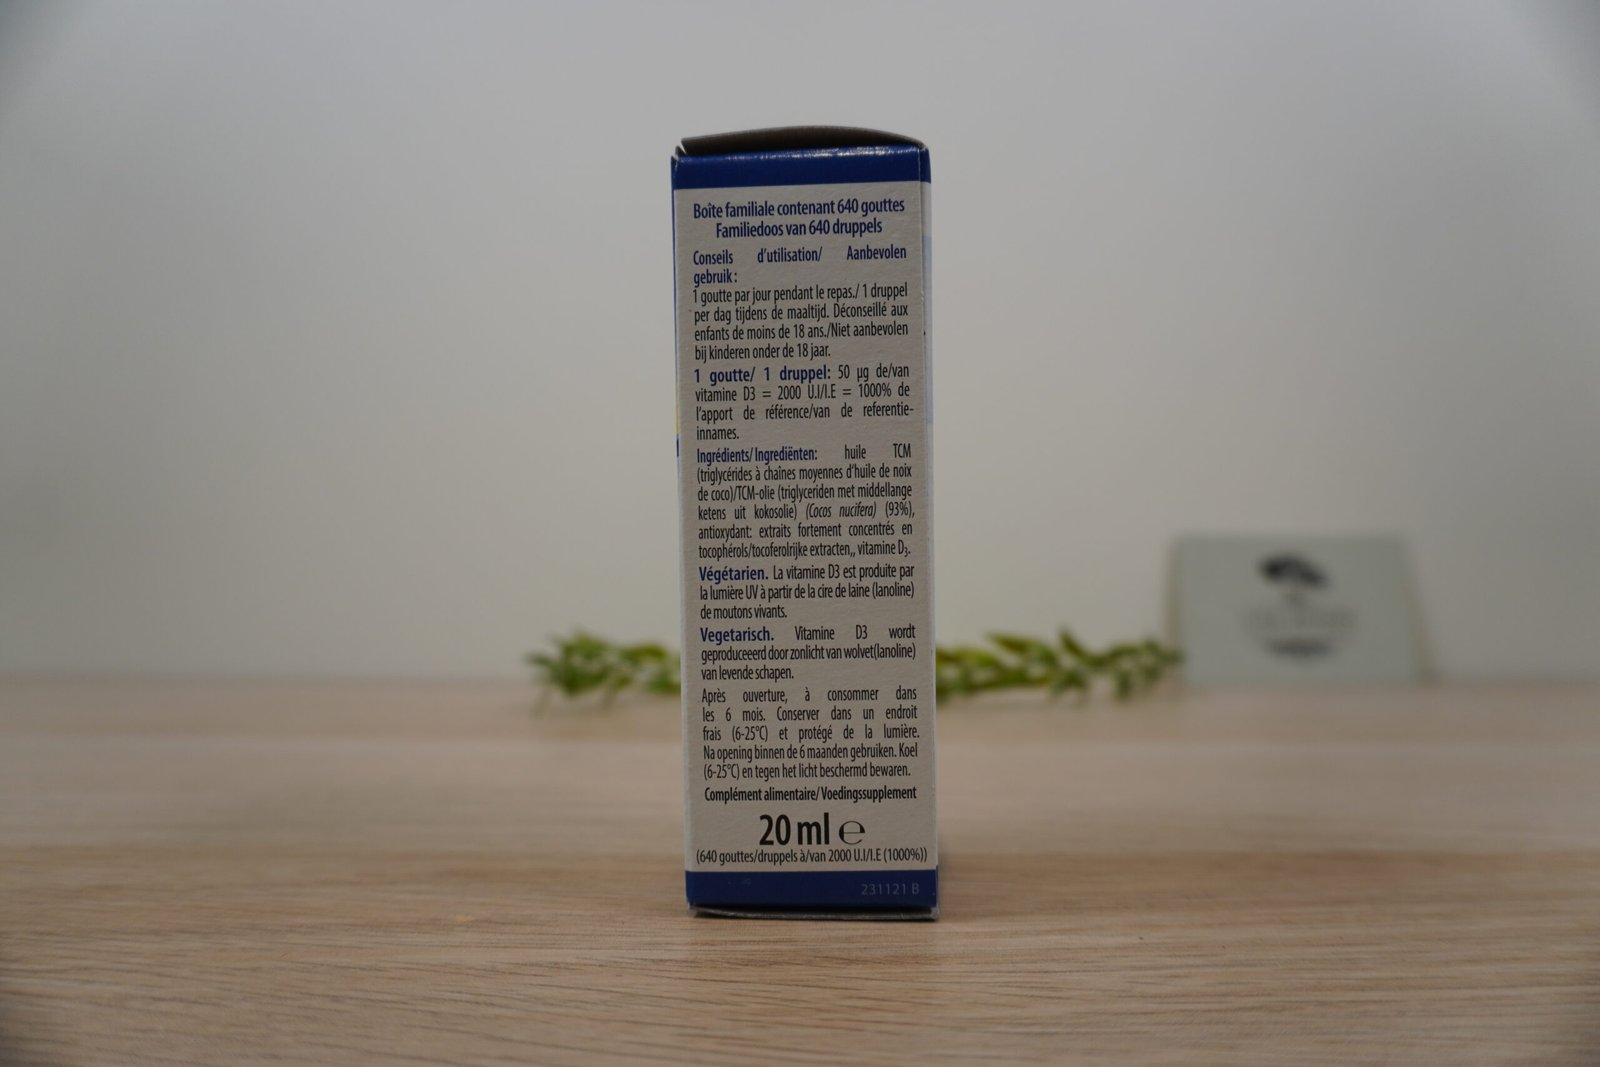 Boîte familiale contenant 640 gouttes
Familiedoos van 640 druppels
Conseils d'utilisation/ Aanbevolen
gebruik :
1 goutte par jour pendant le repas./ 1 druppel
per dag tijdens de maaltijd. Déconseillé aux
enfants de moins de 18 ans./Niet aanbevolen
bij kinderen onder de 18 jaar.
1 goutte/ 1 druppel: 50 µg de/van
vitamine D3 = 2000 U.I/I.E = 1000% de
l'apport de référence/van de referentie-
innames.
Ingrédients/ Ingrediënten: huile TCM
(triglycérides à chaînes moyennes d'huile de noix
de coco)/TCM-olie (triglyceriden met middellange
ketens uit kokosolie) (Cocos nucifera) (93%),
antioxydant: extraits fortement concentrés en
tocophérols/tocoferolrijke extracten,, vitamine D3.
Végétarien. La vitamine D3 est produite par
la lumière UV à partir de la cire de laine (lanoline)
de moutons vivants.
Vegetarisch. Vitamine D3 wordt
geproduceeerd door zonlicht van wolvet(lanoline)
van levende schapen.
Après ouverture, à consommer dans
les 6 mois. Conserver dans un endroit
frais (6-25°C) et protégé de la lumière.
Na opening binnen de 6 maanden gebruiken. Koel
(6-25°C) en tegen het licht beschermd bewaren.
Complément alimentaire/ Voedingssupplement
20 ml ℮
(640 gouttes/druppels à/van 2000 U.I/I.E (1000%))
231121 B